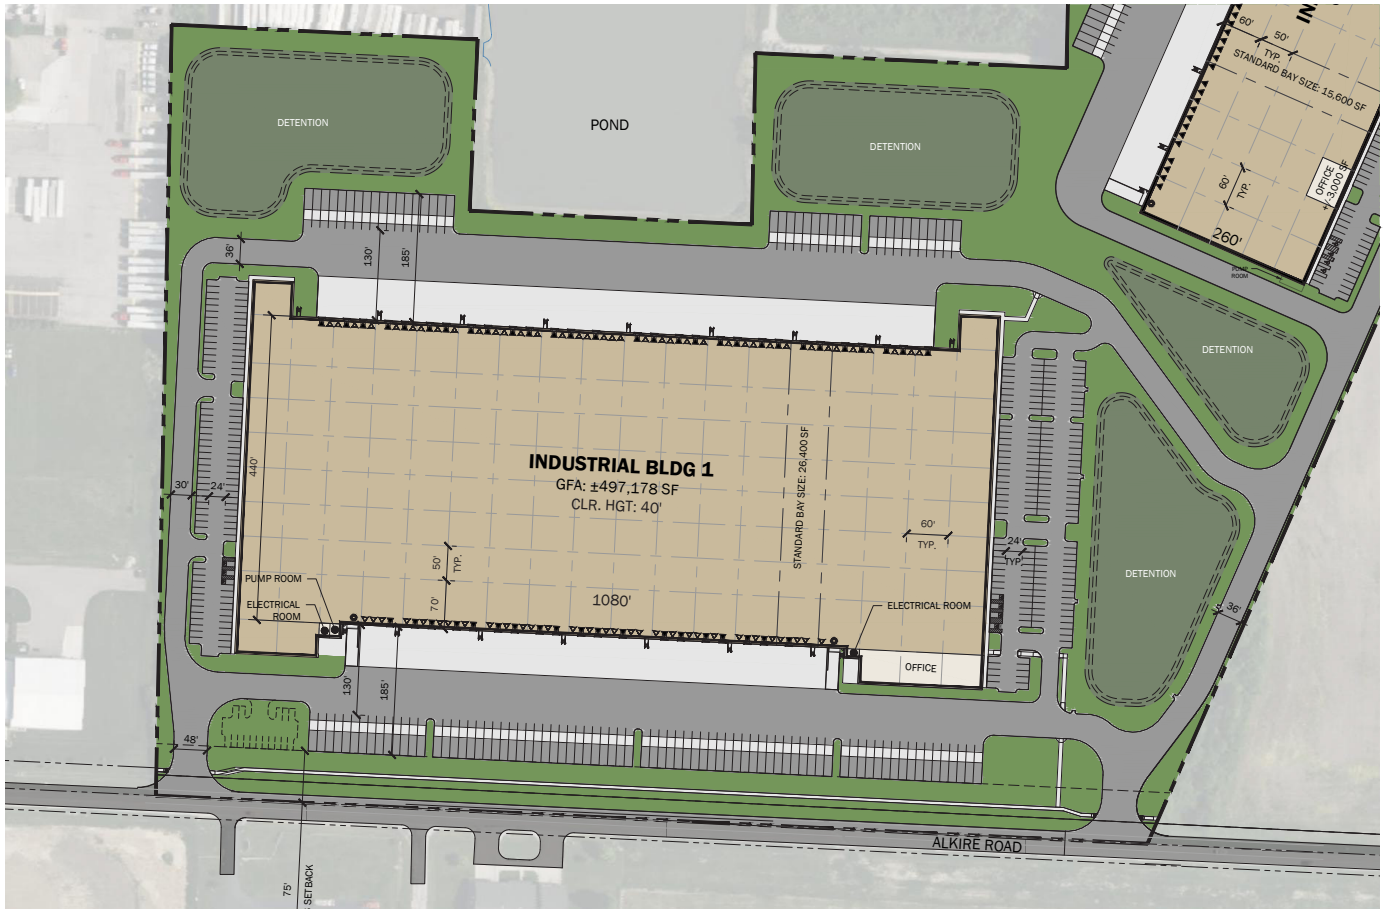 60'
50'
TYP.
STANDARD BAY SIZE: 15,600 SF
DETENTION
POND
DETENTION
60'
TYP.
OFFICE
260'
36'
130'
185'
PUMP
ROOM
DETENTION
440'
STANDARD BAY SIZE: 26,400 SF
INDUSTRIAL BLDG 1
GFA: ±497,178 SF
CLR. HGT: 40'
30'
24'
60'
TYP.
24'
TYP.
50'
TYP.
DETENTION
PUMP ROOM
70'
1080'
ELECTRICAL
ROOM
ELECTRICAL ROOM
36'
OFFICE
130'
185'
48'
ALKIRE ROAD
75'
SETBACK